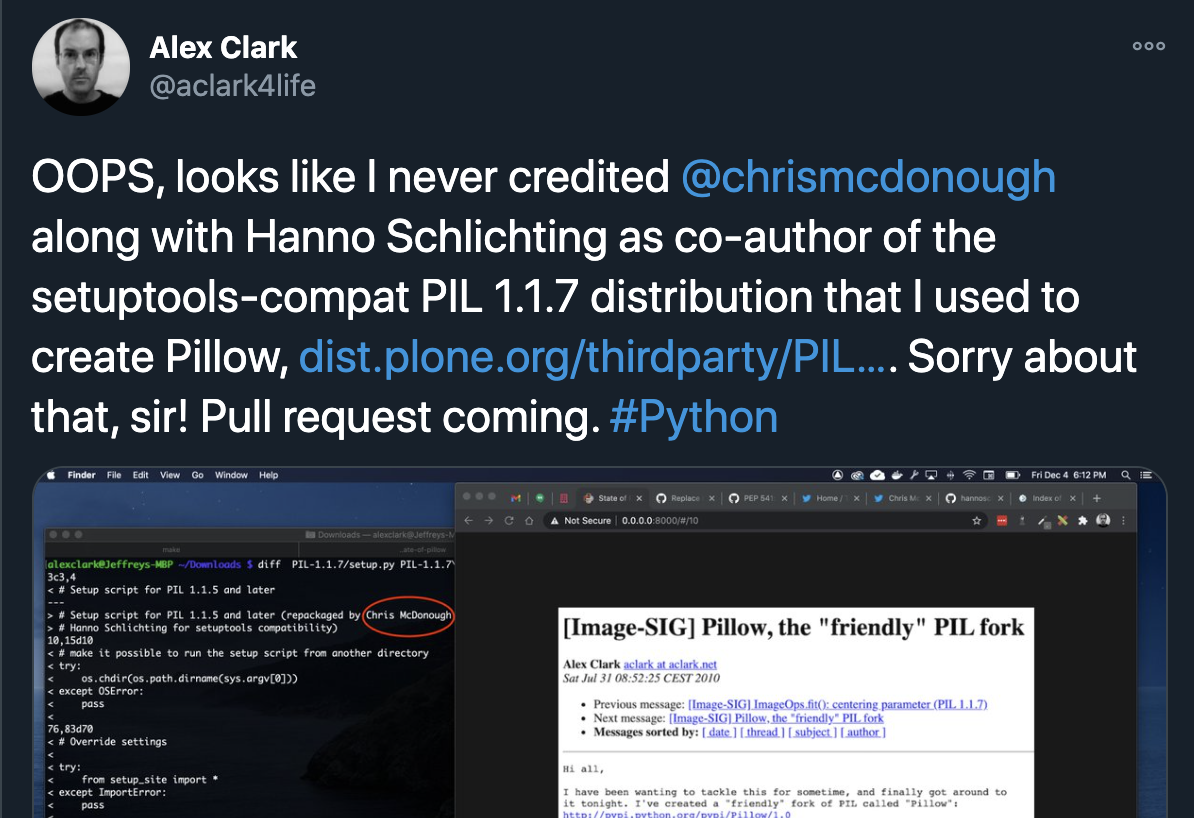 Alex Clark
@aclark4life
OOPS, looks like I never credited @chrismcdonough
along with Hanno Schlichting as co-author of the
setuptools-compat PIL 1.1.7 distribution that I used to
create Pillow, dist.plone.org/thirdparty/PIL.... Sorry about
that, sir! Pull request coming. #Python
Finder File Edit View Go Window Help
Fri Dec 4 6:12 PM
State of
Replace
PEP 541
Home /
Chris Mc
hannosc
Index of
Not Secure | 0.0.0.0:8000/#/10
Downloads — alexclark@Jeffreys-M
make
..ate-of-pillow
alexclark@Jeffreys-MBP ~/Downloads $ diff PIL-1.1.7/setup.py PIL-1.1.7
3c3,4
< # Setup script for PIL 1.1.5 and later
---
> # Setup script for PIL 1.1.5 and later (repackaged by Chris McDonough
> # Hanno Schlichting for setuptools compatibility)
10,15d10
< # make it possible to run the setup script from another directory
< try:
<     os.chdir(os.path.dirname(sys.argv[0]))
< except OSError:
<     pass
<
76,83d70
< # Override settings
<
< try:
<     from setup_site import *
< except ImportError:
<     pass
<
[Image-SIG] Pillow, the "friendly" PIL fork
Alex Clark aclark at aclark.net
Sat Jul 31 08:52:25 CEST 2010
• Previous message: [Image-SIG] ImageOps.fit(): centering parameter (PIL 1.1.7)
• Next message: [Image-SIG] Pillow, the "friendly" PIL fork
• Messages sorted by: [ date ] [ thread ] [ subject ] [ author ]
Hi all,
I have been wanting to tackle this for sometime, and finally got around to
it tonight. I've created a "friendly" fork of PIL called "Pillow":
http://pypi.python.org/pypi/Pillow/1.0